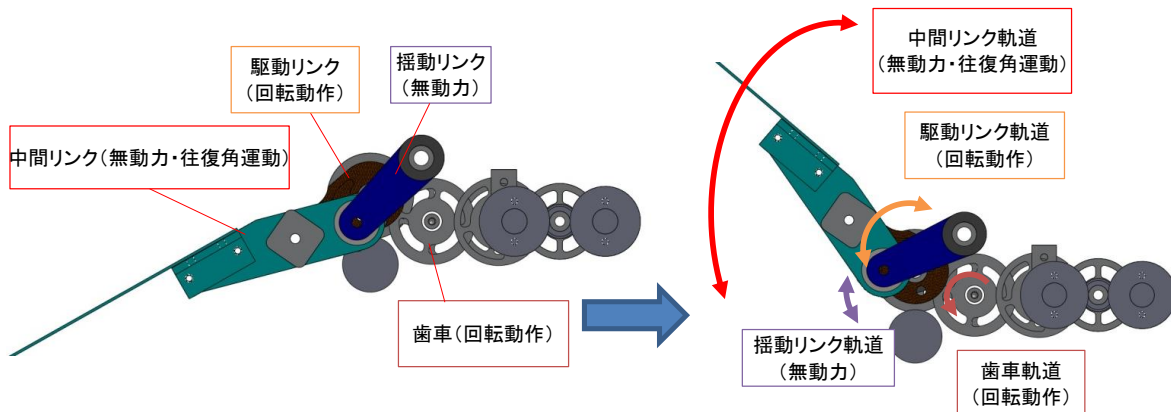 駆動リンク
(回転動作)
揺動リンク
(無動力)
中間リンク(無動力・往復角運動)
歯車(回転動作)
中間リンク軌道
(無動力・往復角運動)
駆動リンク軌道
(回転動作)
揺動リンク軌道
(無動力)
歯車軌道
(回転動作)